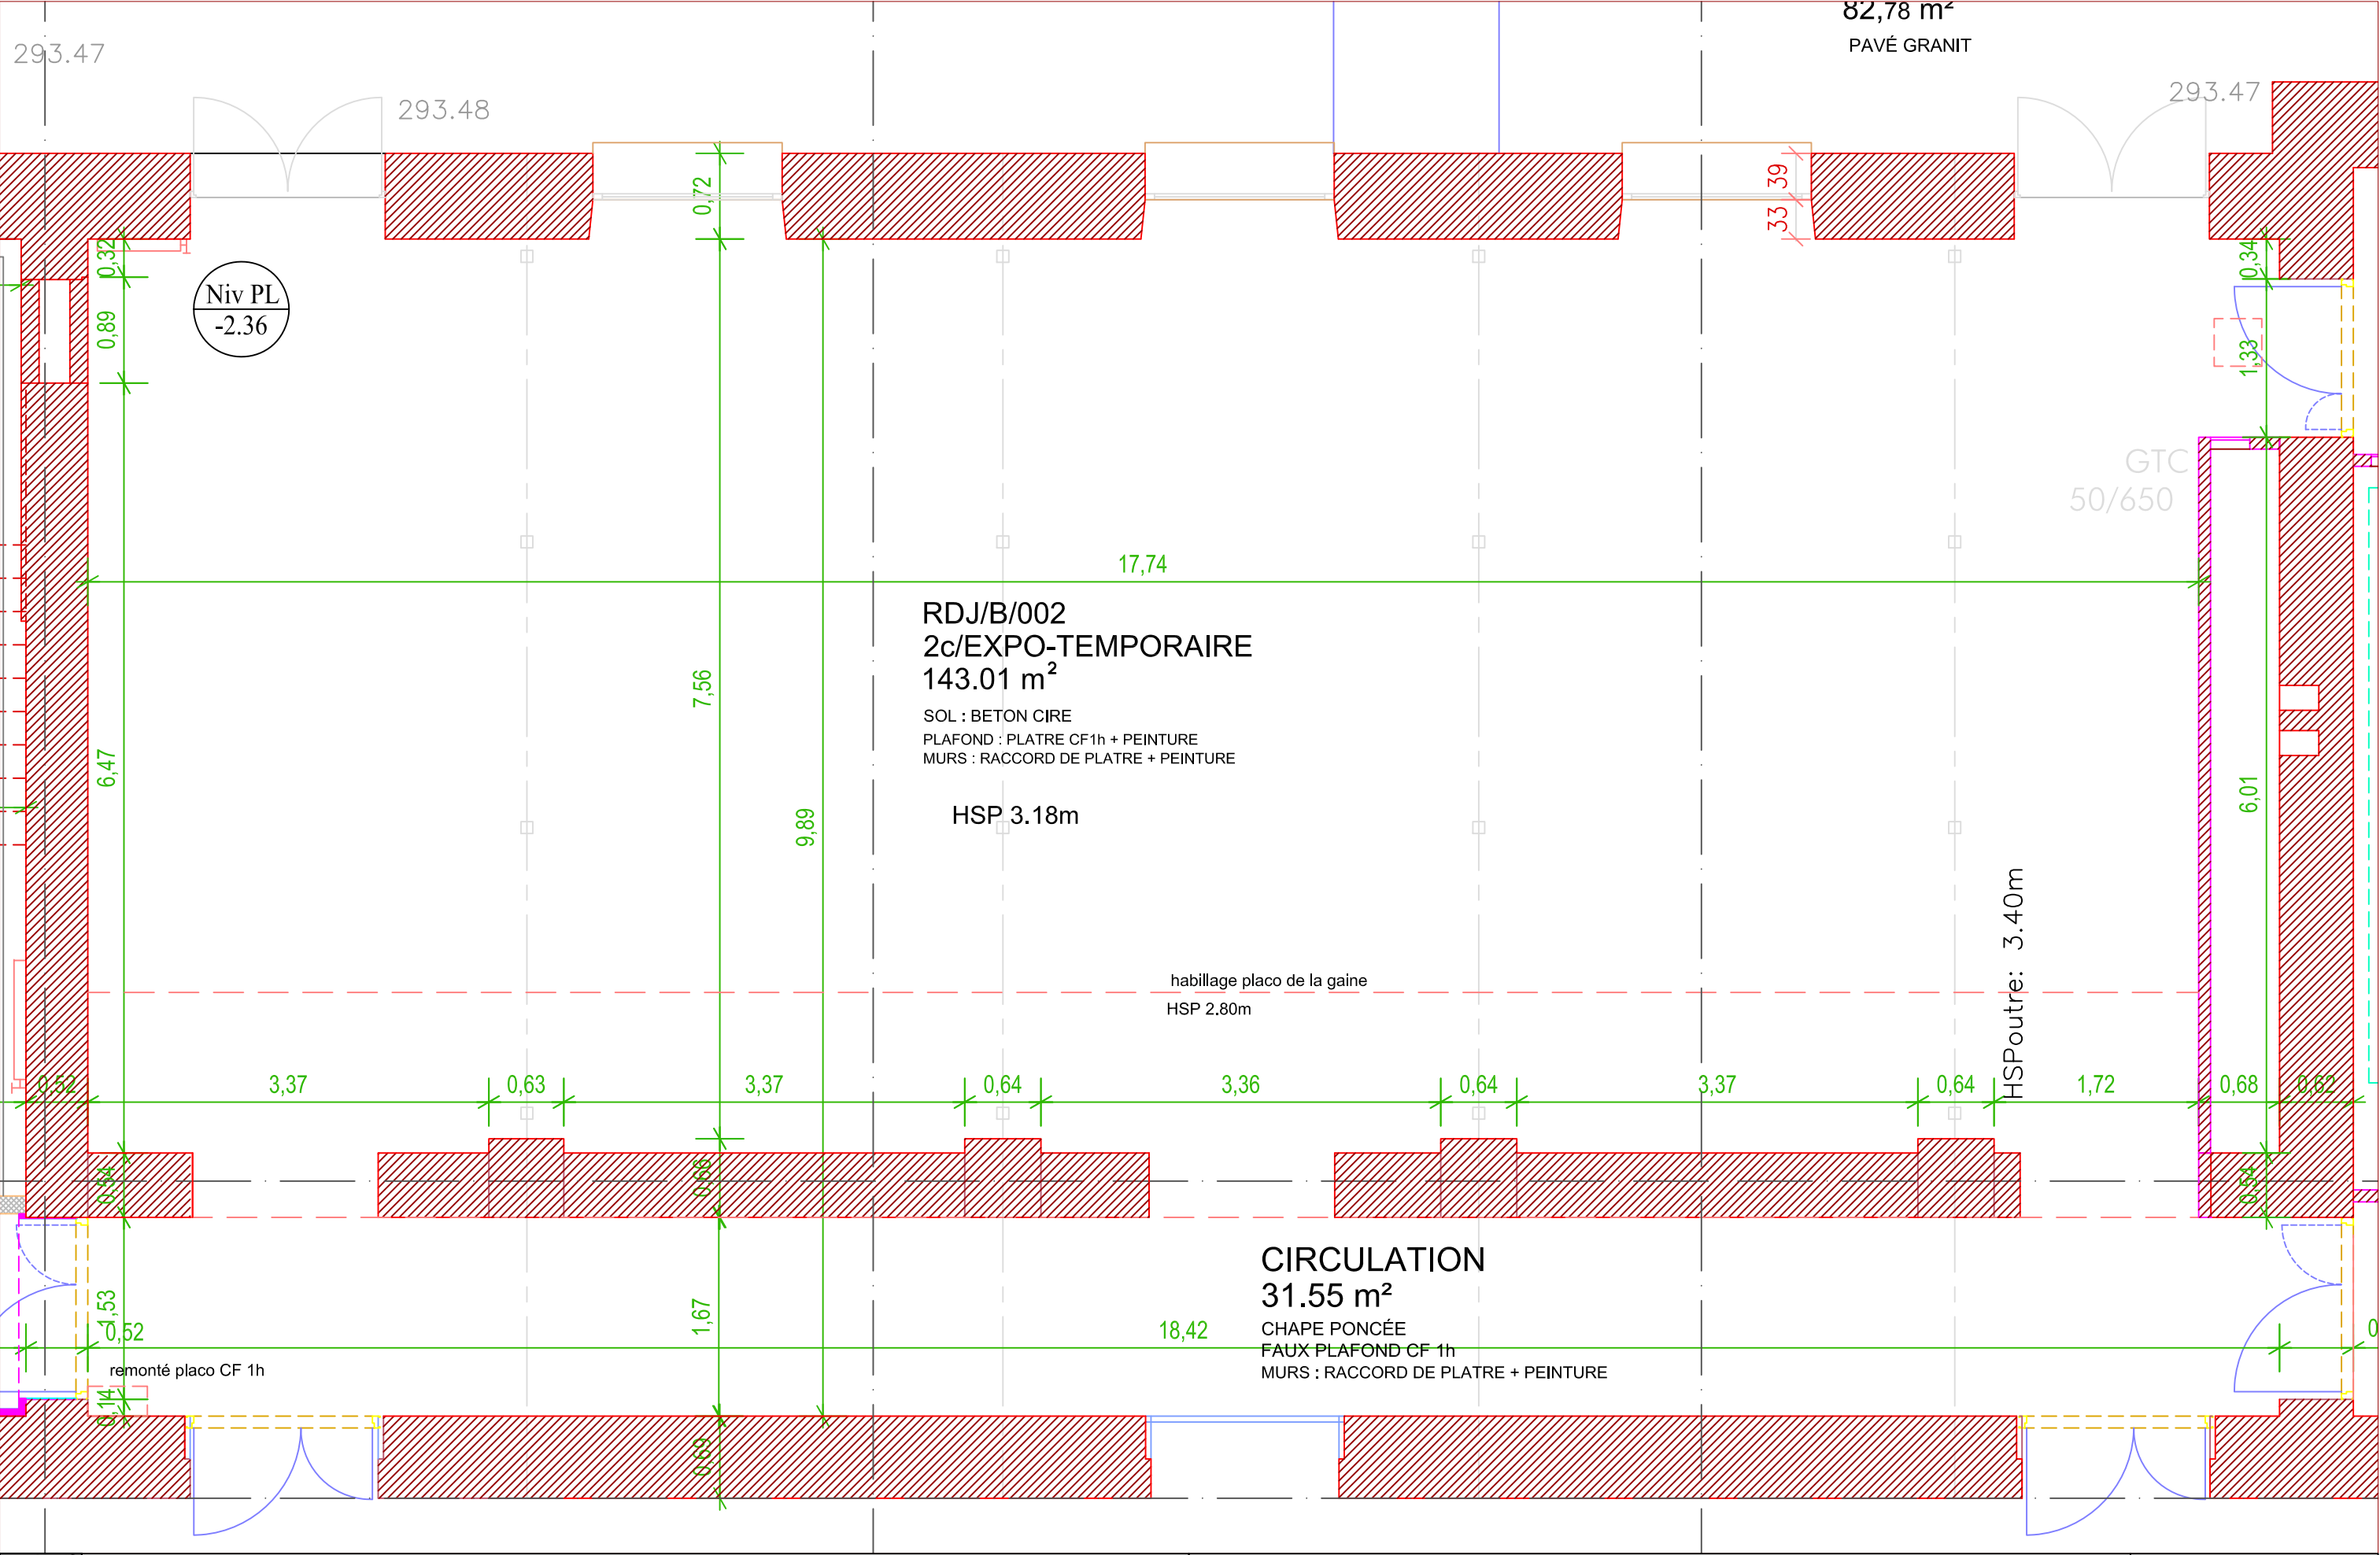 82,78 m²
PAVÉ GRANIT
293.47
293.48
293.47
0,72
39
33
0,32
0,34
Niv PL
-2.36
0,89
1,33
GTC
50/650
17,74
RDJ/B/002
2c/EXPO-TEMPORAIRE
143.01 m²
SOL : BETON CIRE
PLAFOND : PLATRE CF1h + PEINTURE
MURS : RACCORD DE PLATRE + PEINTURE
HSP 3.18m
7,56
6,47
9,89
6,01
HSPoutre: 3.40m
habillage placo de la gaine
HSP 2.80m
0,52
3,37
0,63
3,37
0,64
3,36
0,64
3,37
0,64
1,72
0,68
0,62
0,54
0,66
0,54
CIRCULATION
31.55 m²
CHAPE PONCÉE
FAUX PLAFOND CF 1h
MURS : RACCORD DE PLATRE + PEINTURE
1,53
0,52
1,67
18,42
0
remonté placo CF 1h
0,14
0,69